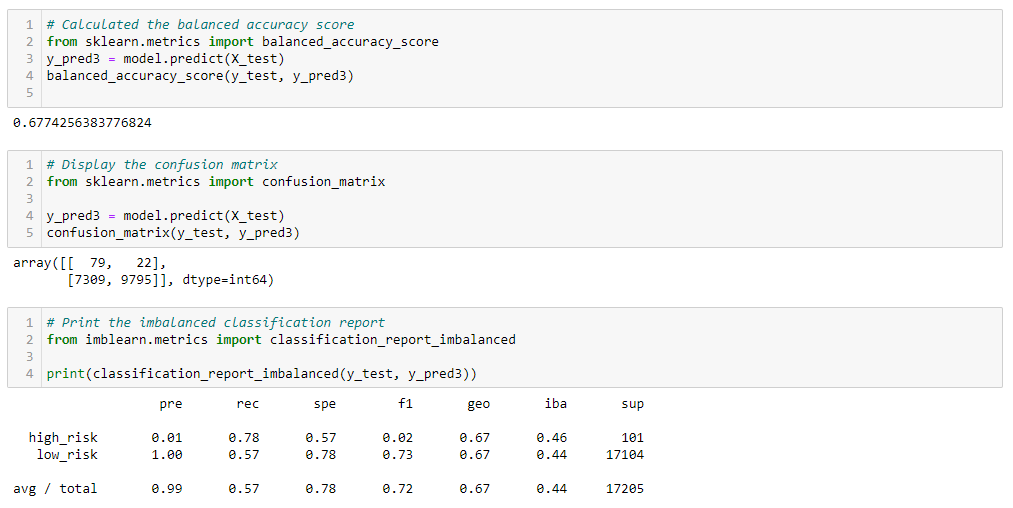 1 # Calculated the balanced accuracy score
2 from sklearn.metrics import balanced_accuracy_score
3 y_pred3 = model.predict(X_test)
4 balanced_accuracy_score(y_test, y_pred3)
5
0.6774256383776824
1 # Display the confusion matrix
2 from sklearn.metrics import confusion_matrix
3
4 y_pred3 = model.predict(X_test)
5 confusion_matrix(y_test, y_pred3)
array([[  79,   22],
       [7309, 9795]], dtype=int64)
1 # Print the imbalanced classification report
2 from imblearn.metrics import classification_report_imbalanced
3
4 print(classification_report_imbalanced(y_test, y_pred3))
pre rec spe f1 geo iba sup
high_risk 0.01 0.78 0.57 0.02 0.67 0.46 101
low_risk 1.00 0.57 0.78 0.73 0.67 0.44 17104
avg / total 0.99 0.57 0.78 0.72 0.67 0.44 17205